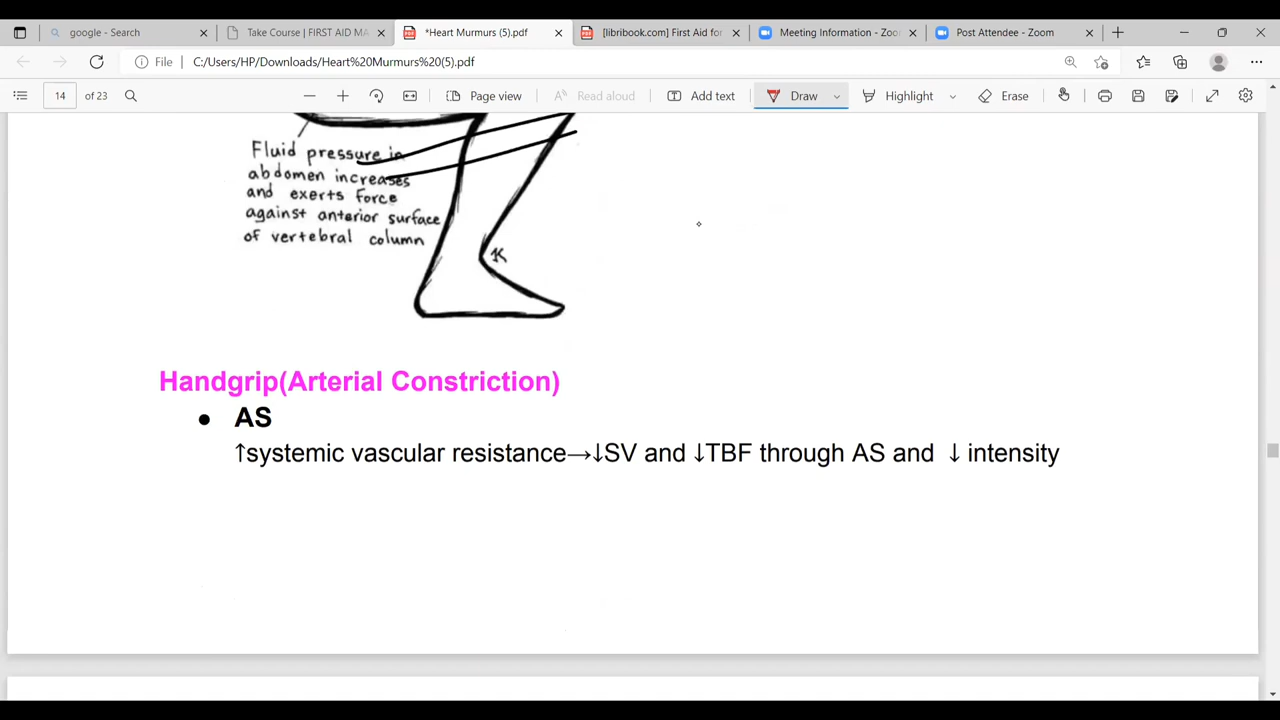 google - Search
Take Course | FIRST AID MA
*Heart Murmurs (5).pdf
[libribook.com] First Aid for
Meeting Information - Zoo
Post Attendee - Zoom
File
C:/Users/HP/Downloads/Heart%20Murmurs%20(5).pdf
14 of 23
Page view
Read aloud
Add text
Draw
Highlight
Erase
Fluid pressure in
abdomen increases
and exerts force
against anterior surface
of vertebral column
K
Handgrip(Arterial Constriction)
● AS
↑systemic vascular resistance→↓SV and ↓TBF through AS and ↓ intensity